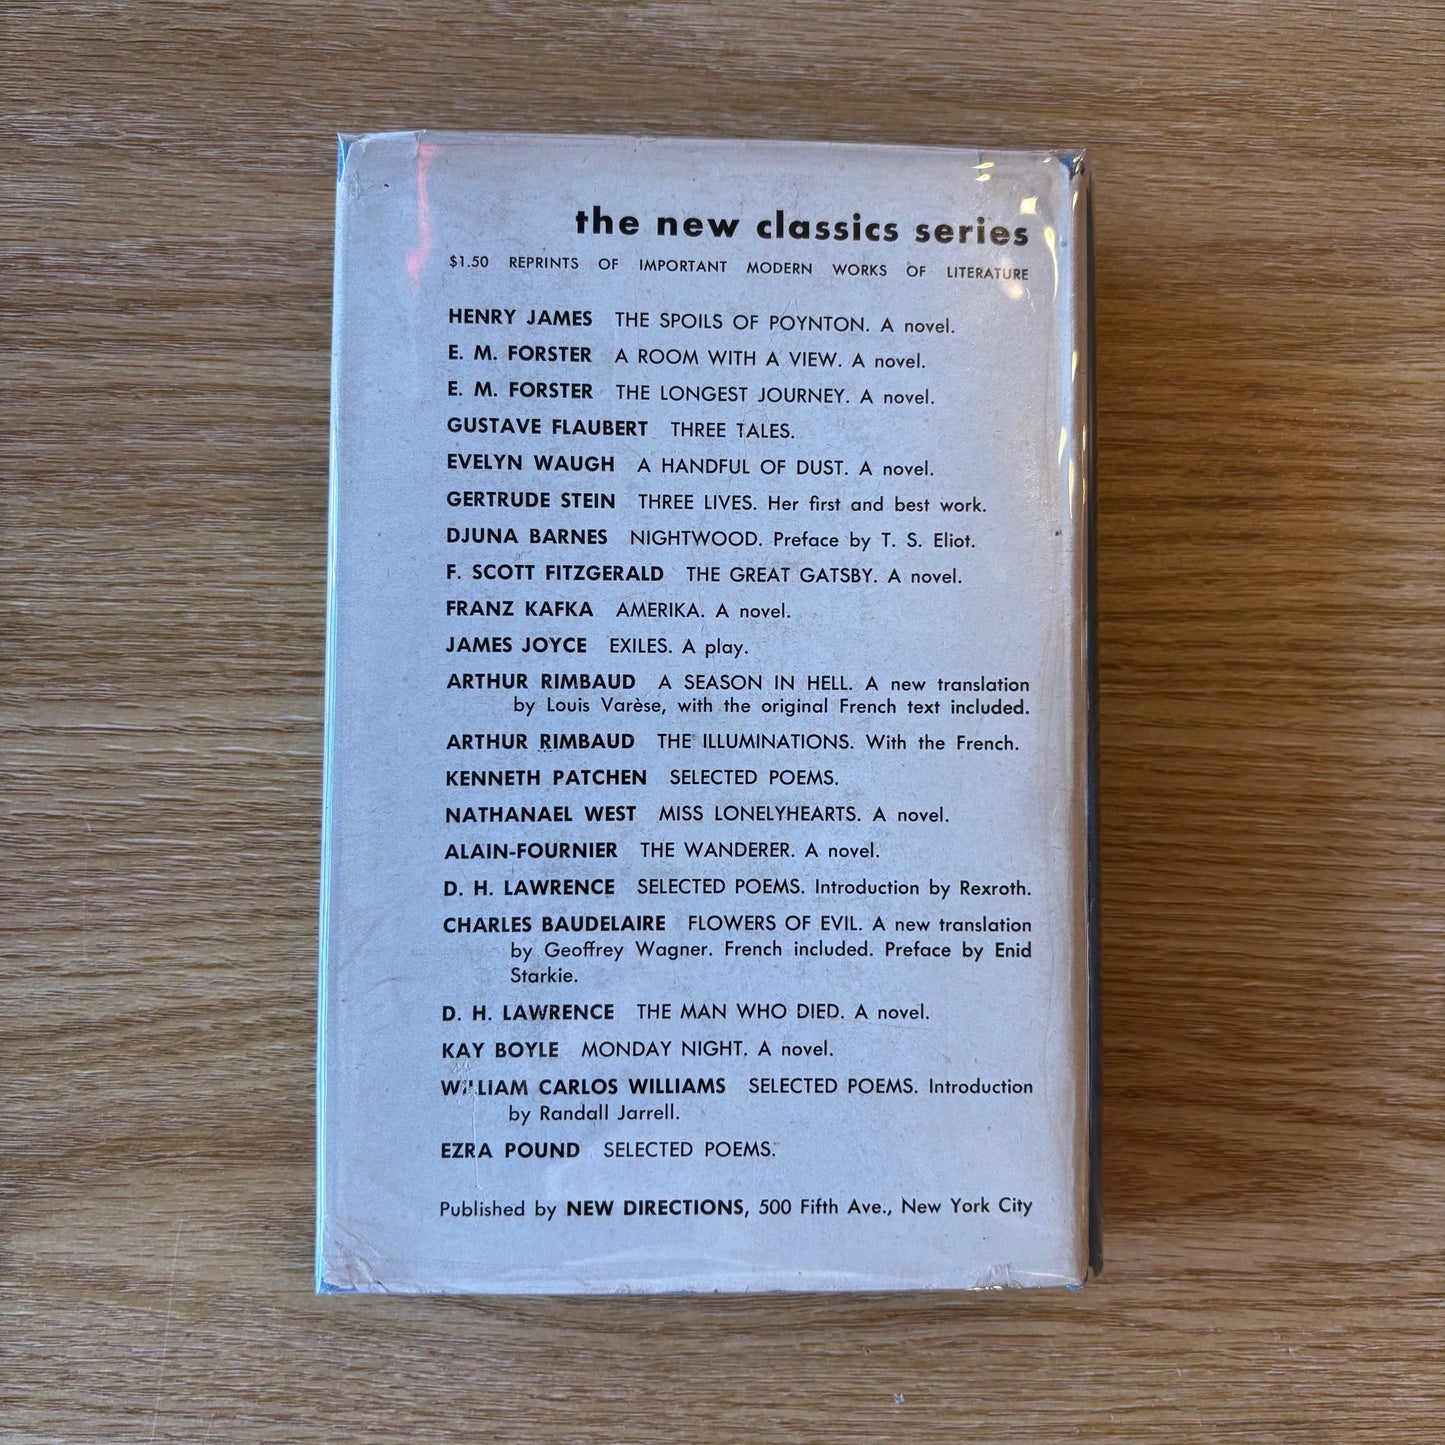 the new classics series
$1.50 REPRINTS OF IMPORTANT MODERN WORKS OF LITERATURE
HENRY JAMES THE SPOILS OF POYNTON. A novel.
E. M. FORSTER A ROOM WITH A VIEW. A novel.
E. M. FORSTER THE LONGEST JOURNEY. A novel.
GUSTAVE FLAUBERT THREE TALES.
EVELYN WAUGH A HANDFUL OF DUST. A novel.
GERTRUDE STEIN THREE LIVES. Her first and best work.
DJUNA BARNES NIGHTWOOD. Preface by T. S. Eliot.
F. SCOTT FITZGERALD THE GREAT GATSBY. A novel.
FRANZ KAFKA AMERIKA. A novel.
JAMES JOYCE EXILES. A play.
ARTHUR RIMBAUD A SEASON IN HELL. A new translation
by Louis Varèse, with the original French text included.
ARTHUR RIMBAUD THE ILLUMINATIONS. With the French.
KENNETH PATCHEN SELECTED POEMS.
NATHANAEL WEST MISS LONELYHEARTS. A novel.
ALAIN-FOURNIER THE WANDERER. A novel.
D. H. LAWRENCE SELECTED POEMS. Introduction by Rexroth.
CHARLES BAUDELAIRE FLOWERS OF EVIL. A new translation
by Geoffrey Wagner. French included. Preface by Enid
Starkie.
D. H. LAWRENCE THE MAN WHO DIED. A novel.
KAY BOYLE MONDAY NIGHT. A novel.
WILLIAM CARLOS WILLIAMS SELECTED POEMS. Introduction
by Randall Jarrell.
EZRA POUND SELECTED POEMS.
Published by NEW DIRECTIONS, 500 Fifth Ave., New York City